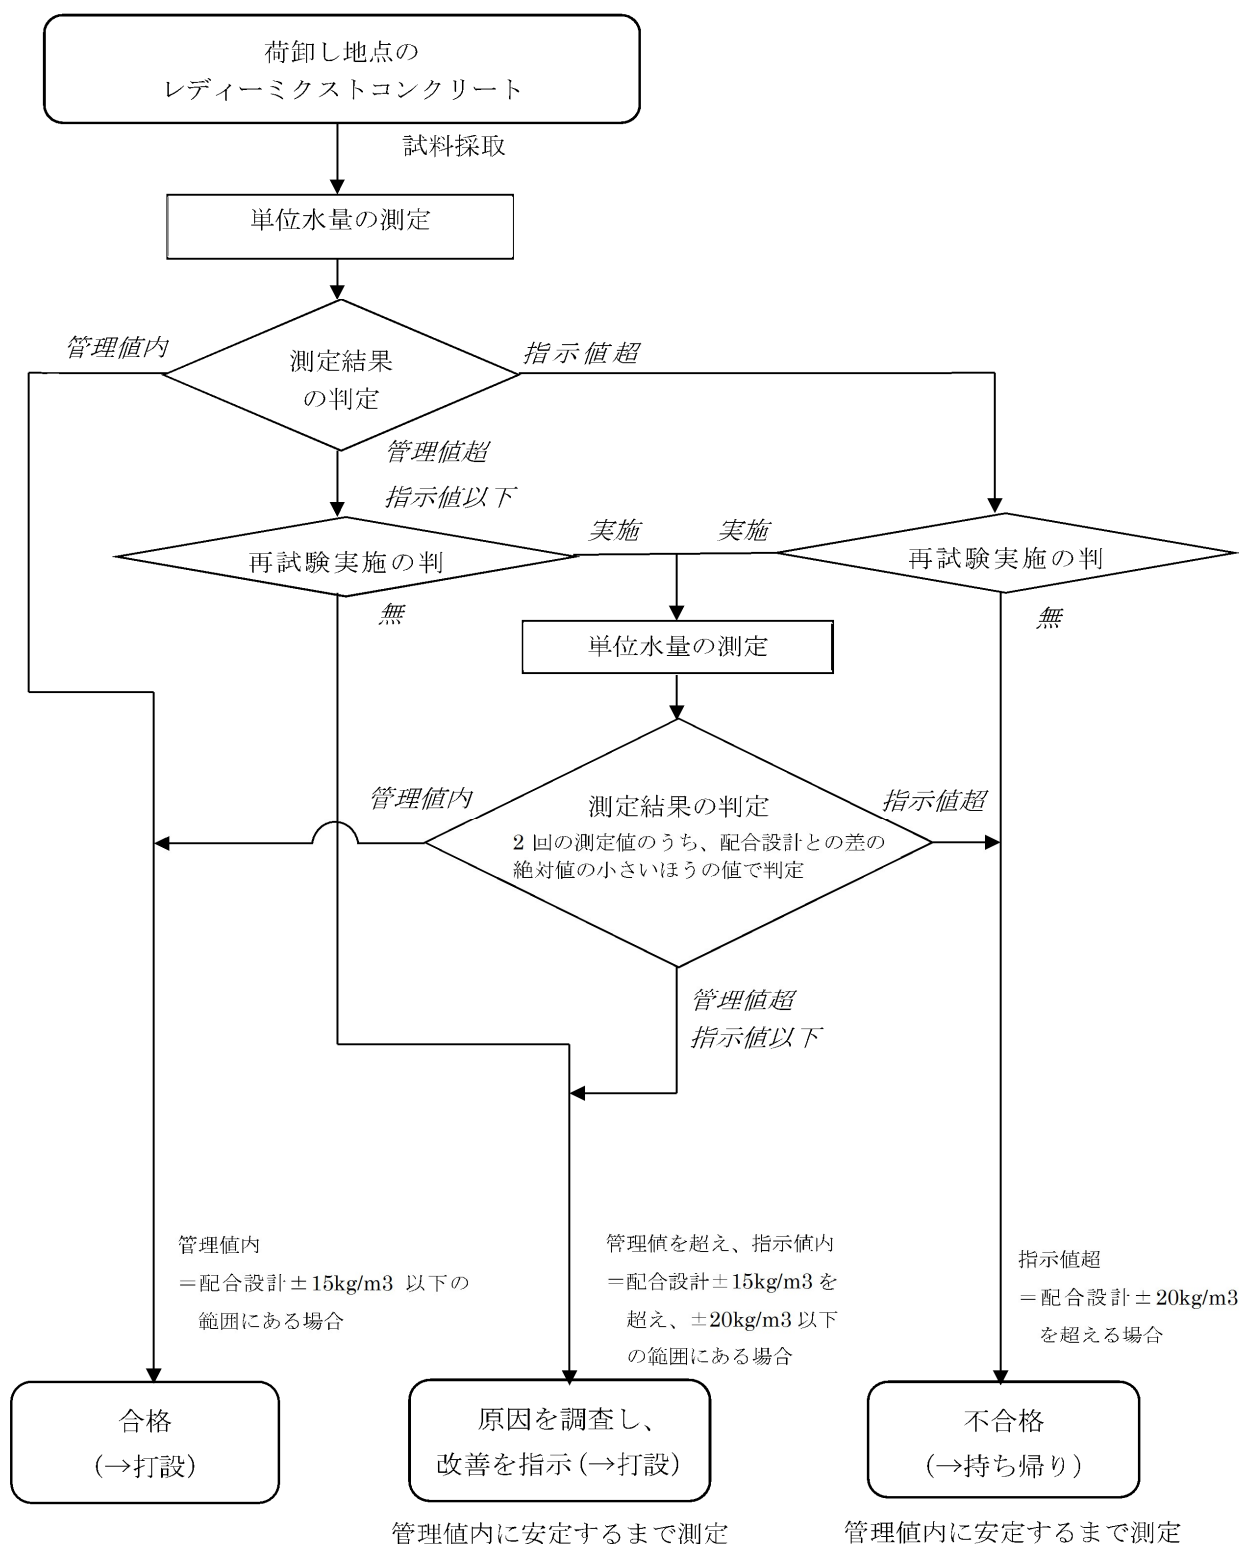 荷卸し地点の
レディーミクストコンクリート
試料採取
単位水量の測定
管理値内
測定結果
の判定
指示値超
管理値超
指示値以下
再試験実施の判
実施
実施
再試験実施の判
無
無
単位水量の測定
管理値内
測定結果の判定
2 回の測定値のうち、配合設計との差の
絶対値の小さいほうの値で判定
指示値超
管理値超
指示値以下
管理値内
＝配合設計±15kg/m3 以下の
範囲にある場合
管理値を超え、指示値内
＝配合設計±15kg/m3 を
超え、±20kg/m3 以下
の範囲にある場合
指示値超
＝配合設計±20kg/m3
を超える場合
合格
(→打設)
原因を調査し、
改善を指示(→打設)
不合格
(→持ち帰り)
管理値内に安定するまで測定
管理値内に安定するまで測定